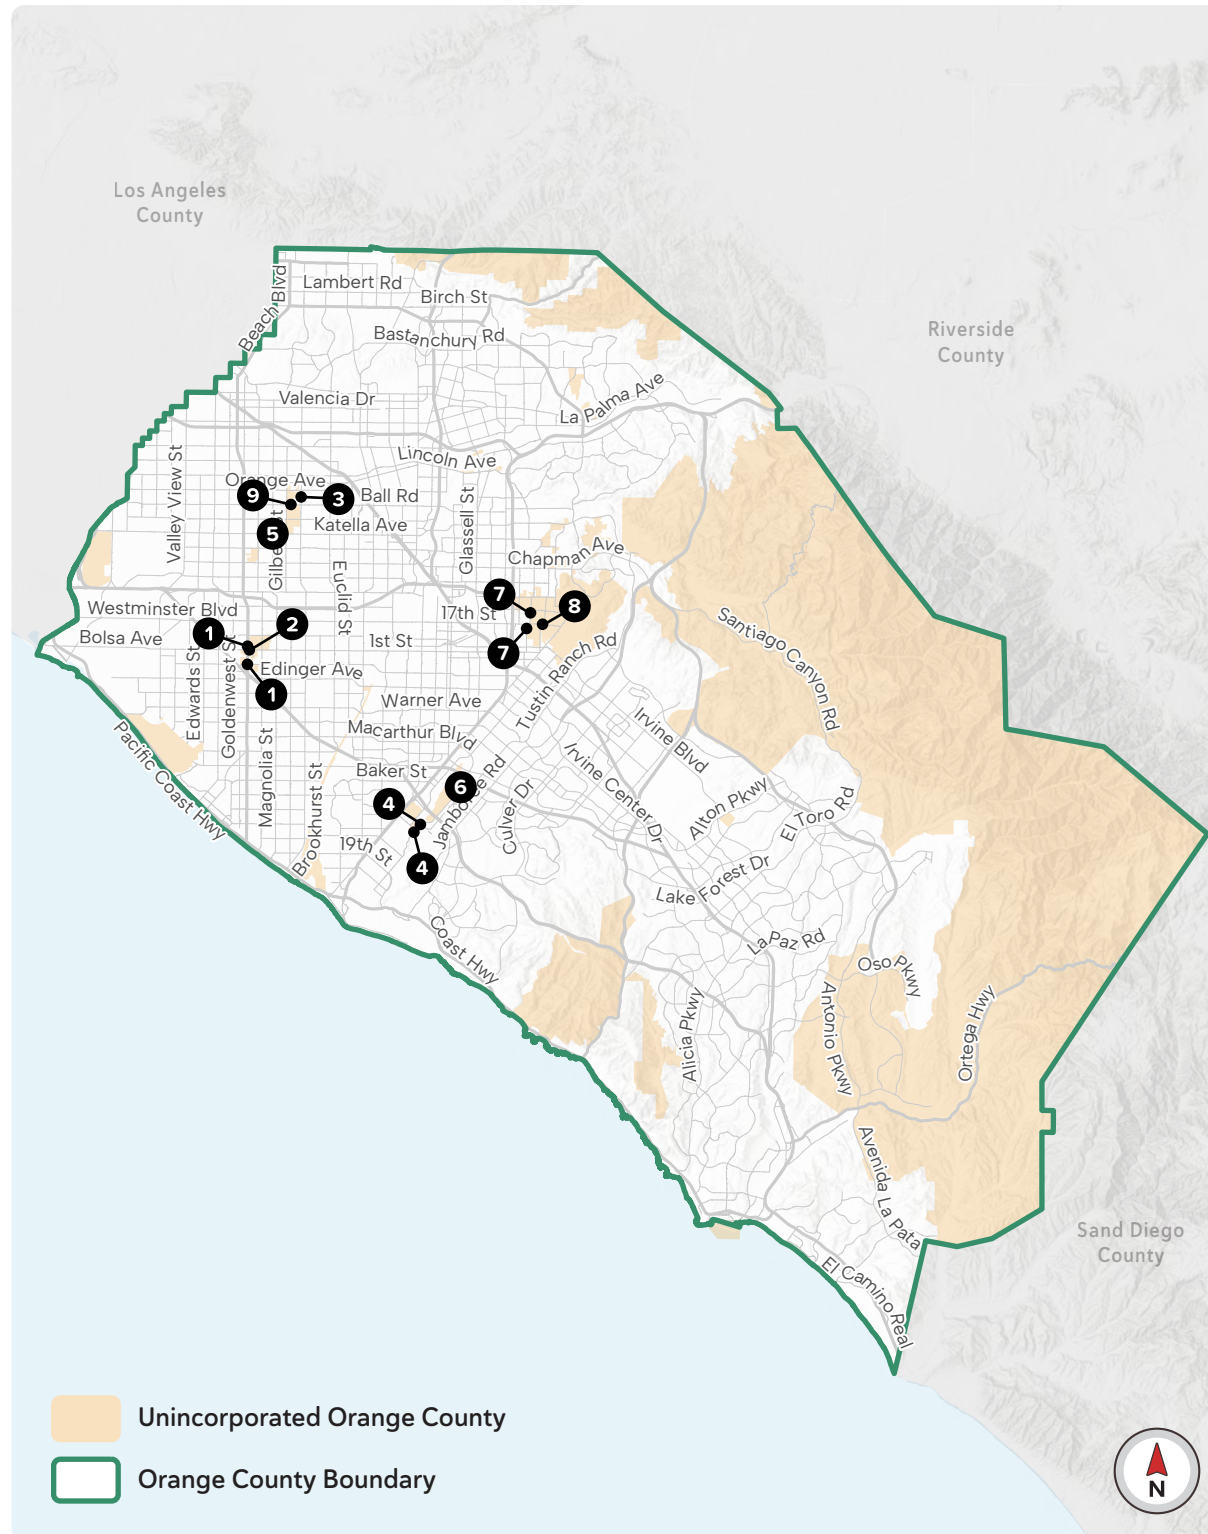 Los Angeles
County
Riverside
County
Lambert Rd
Birch St
Beach Blvd
Bastanchury Rd
Valencia Dr
La Palma Ave
Lincoln Ave
Valley View St
Orange Ave
9
3
Ball Rd
5
Katella Ave
Gilbe
t
Glassell St
Chapman Ave
Euclid St
7
8
Westminster Blvd
17th St
1
2
Bolsa Ave
1st St
7
Santiago Canyon Rd
Edwards St
Goldenwest St
Edinger Ave
Tustin Ranch Rd
1
Warner Ave
Pacific Coast Hwy
Magnolia St
Macarthur Blvd
Irvine Blvd
Irvine Center Dr
Baker St
Brookhurst St
4
6
Jamboree Rd
Culver Dr
Alton Pkwy
El Toro Rd
19th St
4
Lake Forest Dr
Coast Hwy
La Paz Rd
Oso Pkwy
Antonio Pkwy
Alicia Pkwy
Ortega Hwy
Avenida La Pata
Sand Diego
County
El Camino Real
Unincorporated Orange County
Orange County Boundary
N